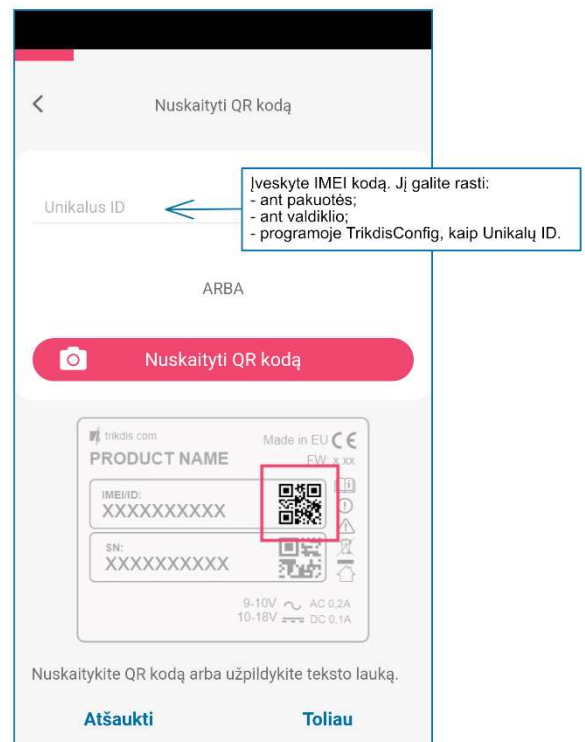 Nuskaityti QR kodą
Įveskyte IMEI kodą. Jį galite rasti:
- ant pakuotės;
- ant valdiklio;
- programoje TrikdisConfig, kaip Unikalų ID.
Unikalus ID
ARBA
Nuskaityti QR kodą
trikdis.com
Made in EU CE
PRODUCT NAME
FW: x xx
IMEI/ID:
XXXXXXXXXX
SN:
XXXXXXXXXX
9-10V AC 0,2A
10-18V DC 0,1A
Nuskaitykite QR kodą arba užpildykite teksto lauką.
Atšaukti
Toliau